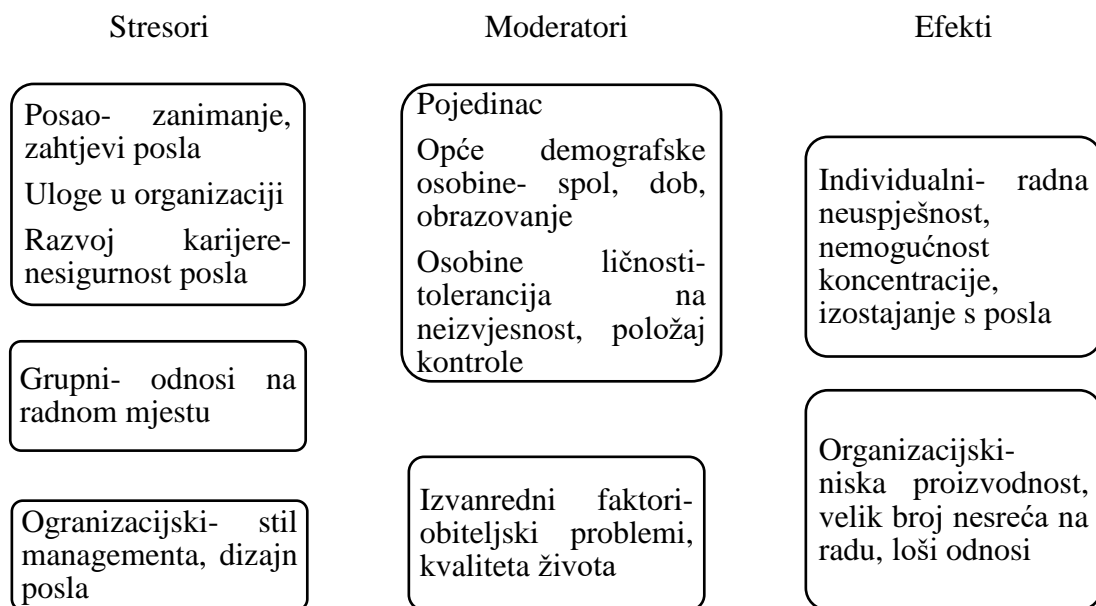 Stresori
Posao- zanimanje,
zahtjevi posla
Uloge u organizaciji
Razvoj karijere-
nesigurnost posla
Grupni- odnosi na
radnom mjestu
Ogranizacijski- stil
managementa, dizajn
posla
Moderatori
Pojedinac
Opće demografske
osobine- spol, dob,
obrazovanje
Osobine ličnosti-
tolerancija na
neizvjesnost, položaj
kontrole
Izvanredni faktori-
obiteljski problemi,
kvaliteta života
Efekti
Individualni- radna
neuspješnost,
nemogućnost
koncentracije,
izostajanje s posla
Organizacijski-
niska proizvodnost,
velik broj nesreća na
radu, loši odnosi